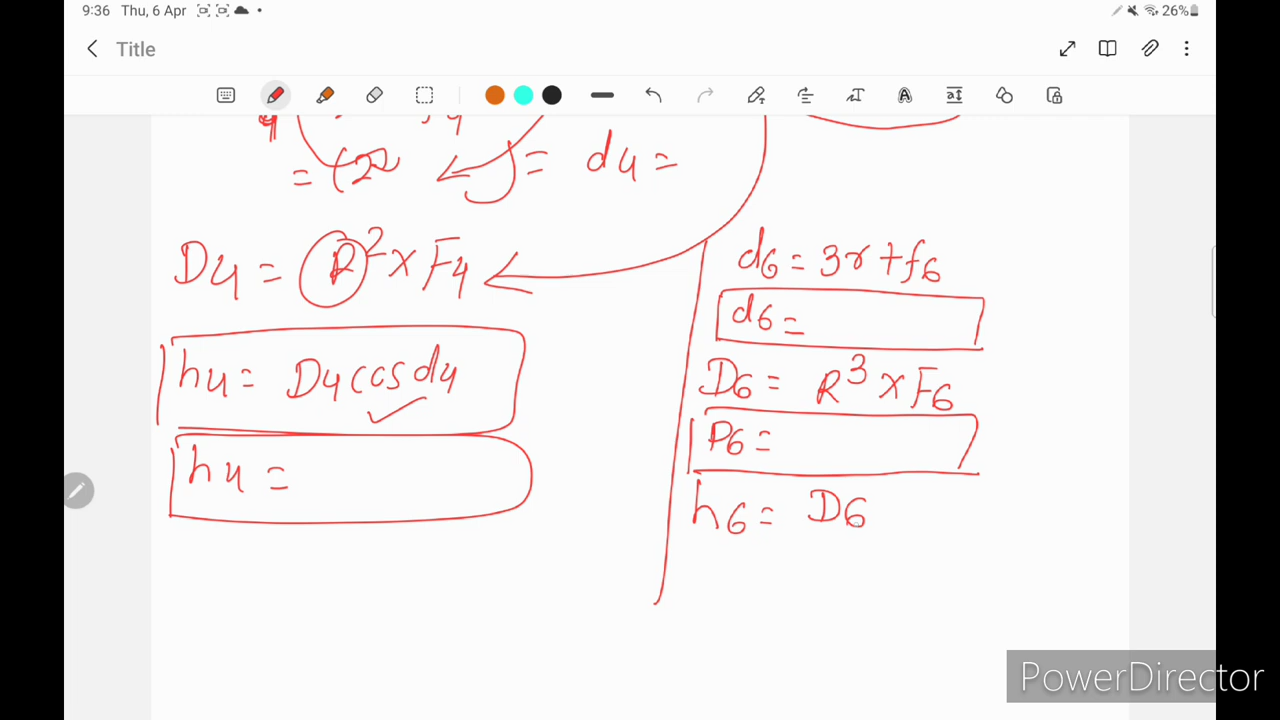 9:36 Thu, 6 Apr
26%
Title
= (22 ) = d4 =
D4 = R² × F4
h4 = D4 cos d4
h4 =
d6 = 3r + f6
d6 =
D6 = R³ × F6
P6 =
h6 = D6
PowerDirector